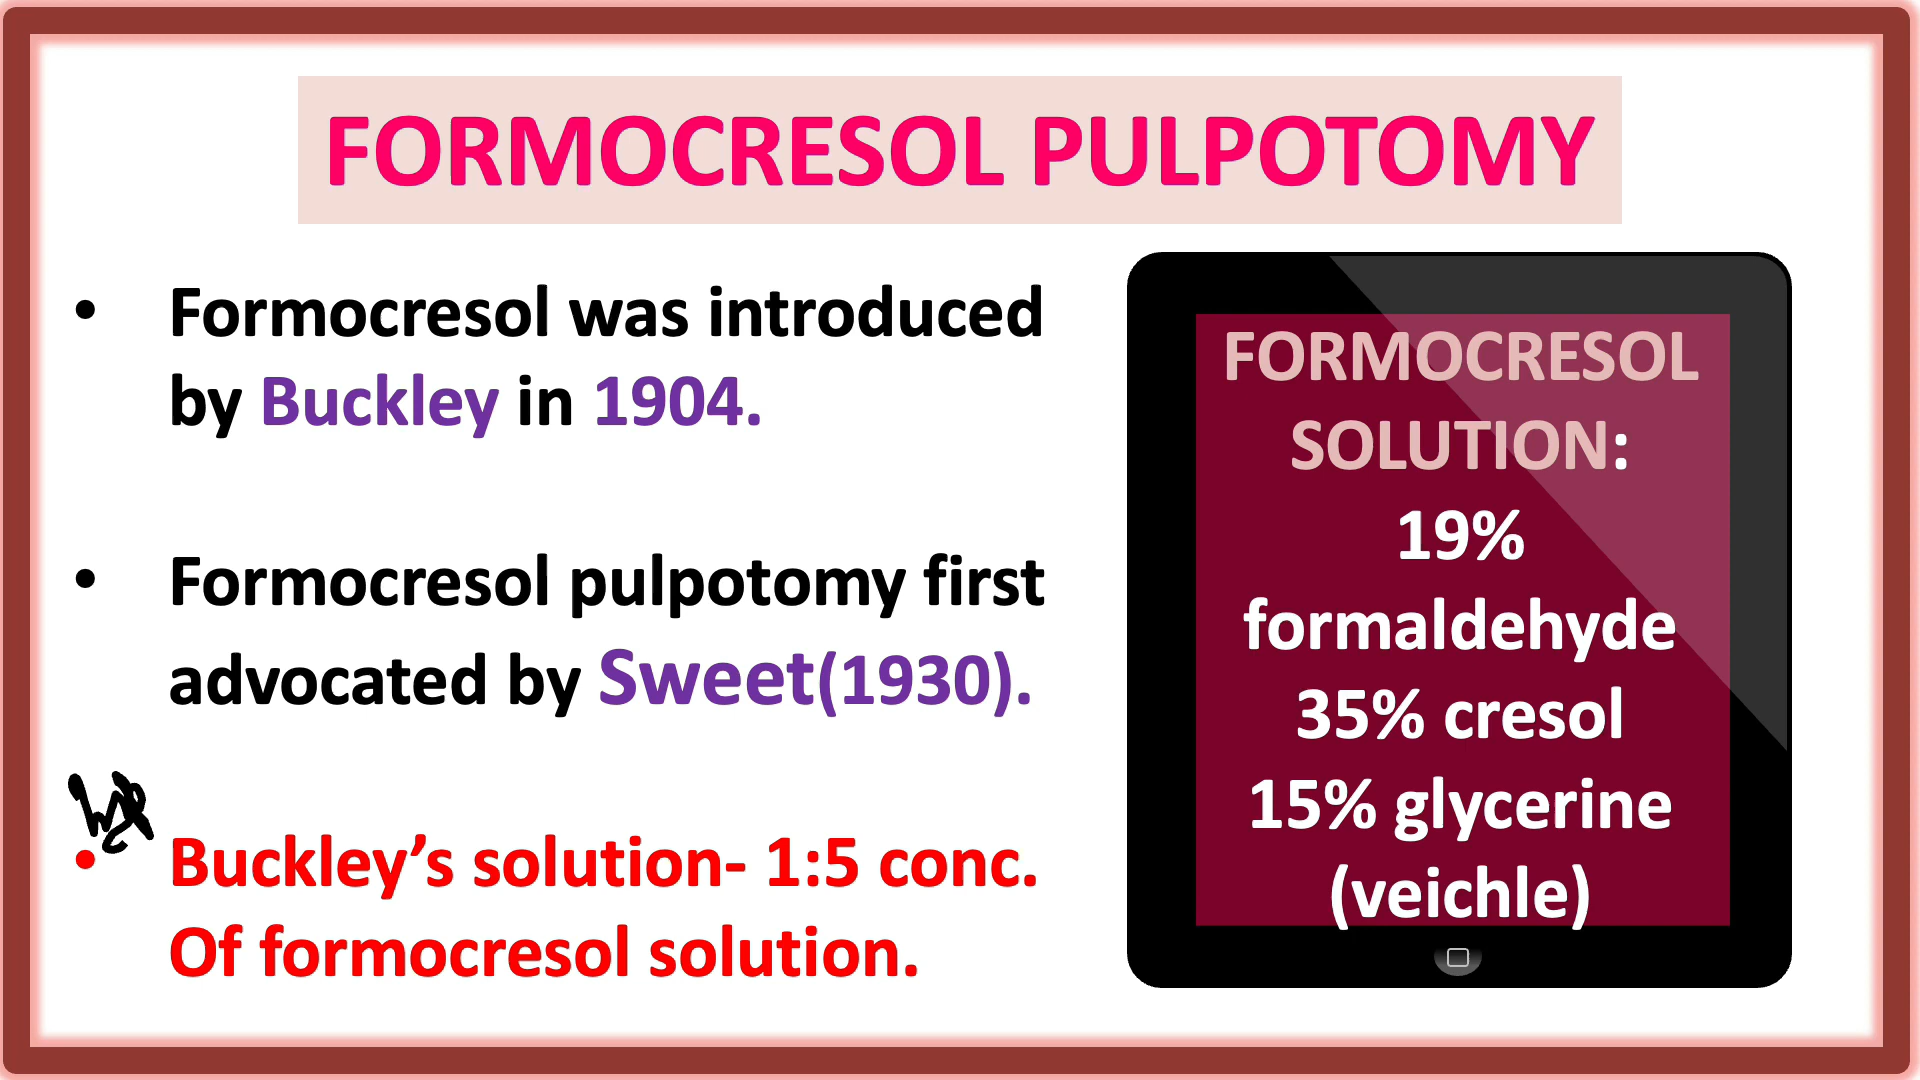 FORMOCRESOL PULPOTOMY
• Formocresol was introduced
by Buckley in 1904.
• Formocresol pulpotomy first
advocated by Sweet(1930).
• Buckley’s solution- 1:5 conc.
Of formocresol solution.
FORMOCRESOL
SOLUTION:
19%
formaldehyde
35% cresol
15% glycerine
(veichle)